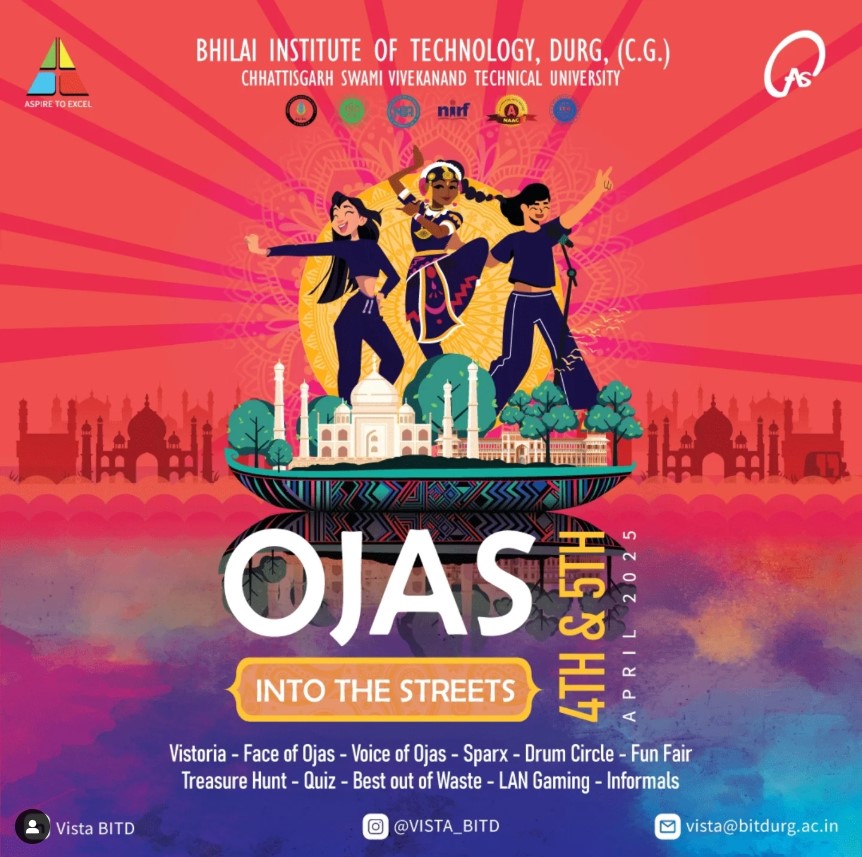 BHILAI INSTITUTE OF TECHNOLOGY, DURG, (C.G.)
CHHATTISGARH SWAMI VIVEKANAND TECHNICAL UNIVERSITY
ASPIRE TO EXCEL
nirf
NAAC
OJAS
4TH & 5TH
APRIL 2025
INTO THE STREETS
Vistoria - Face of Ojas - Voice of Ojas - Sparx - Drum Circle - Fun Fair
Treasure Hunt - Quiz - Best out of Waste - LAN Gaming - Informals
Vista BITD
@VISTA_BITD
vista@bitdurg.ac.in